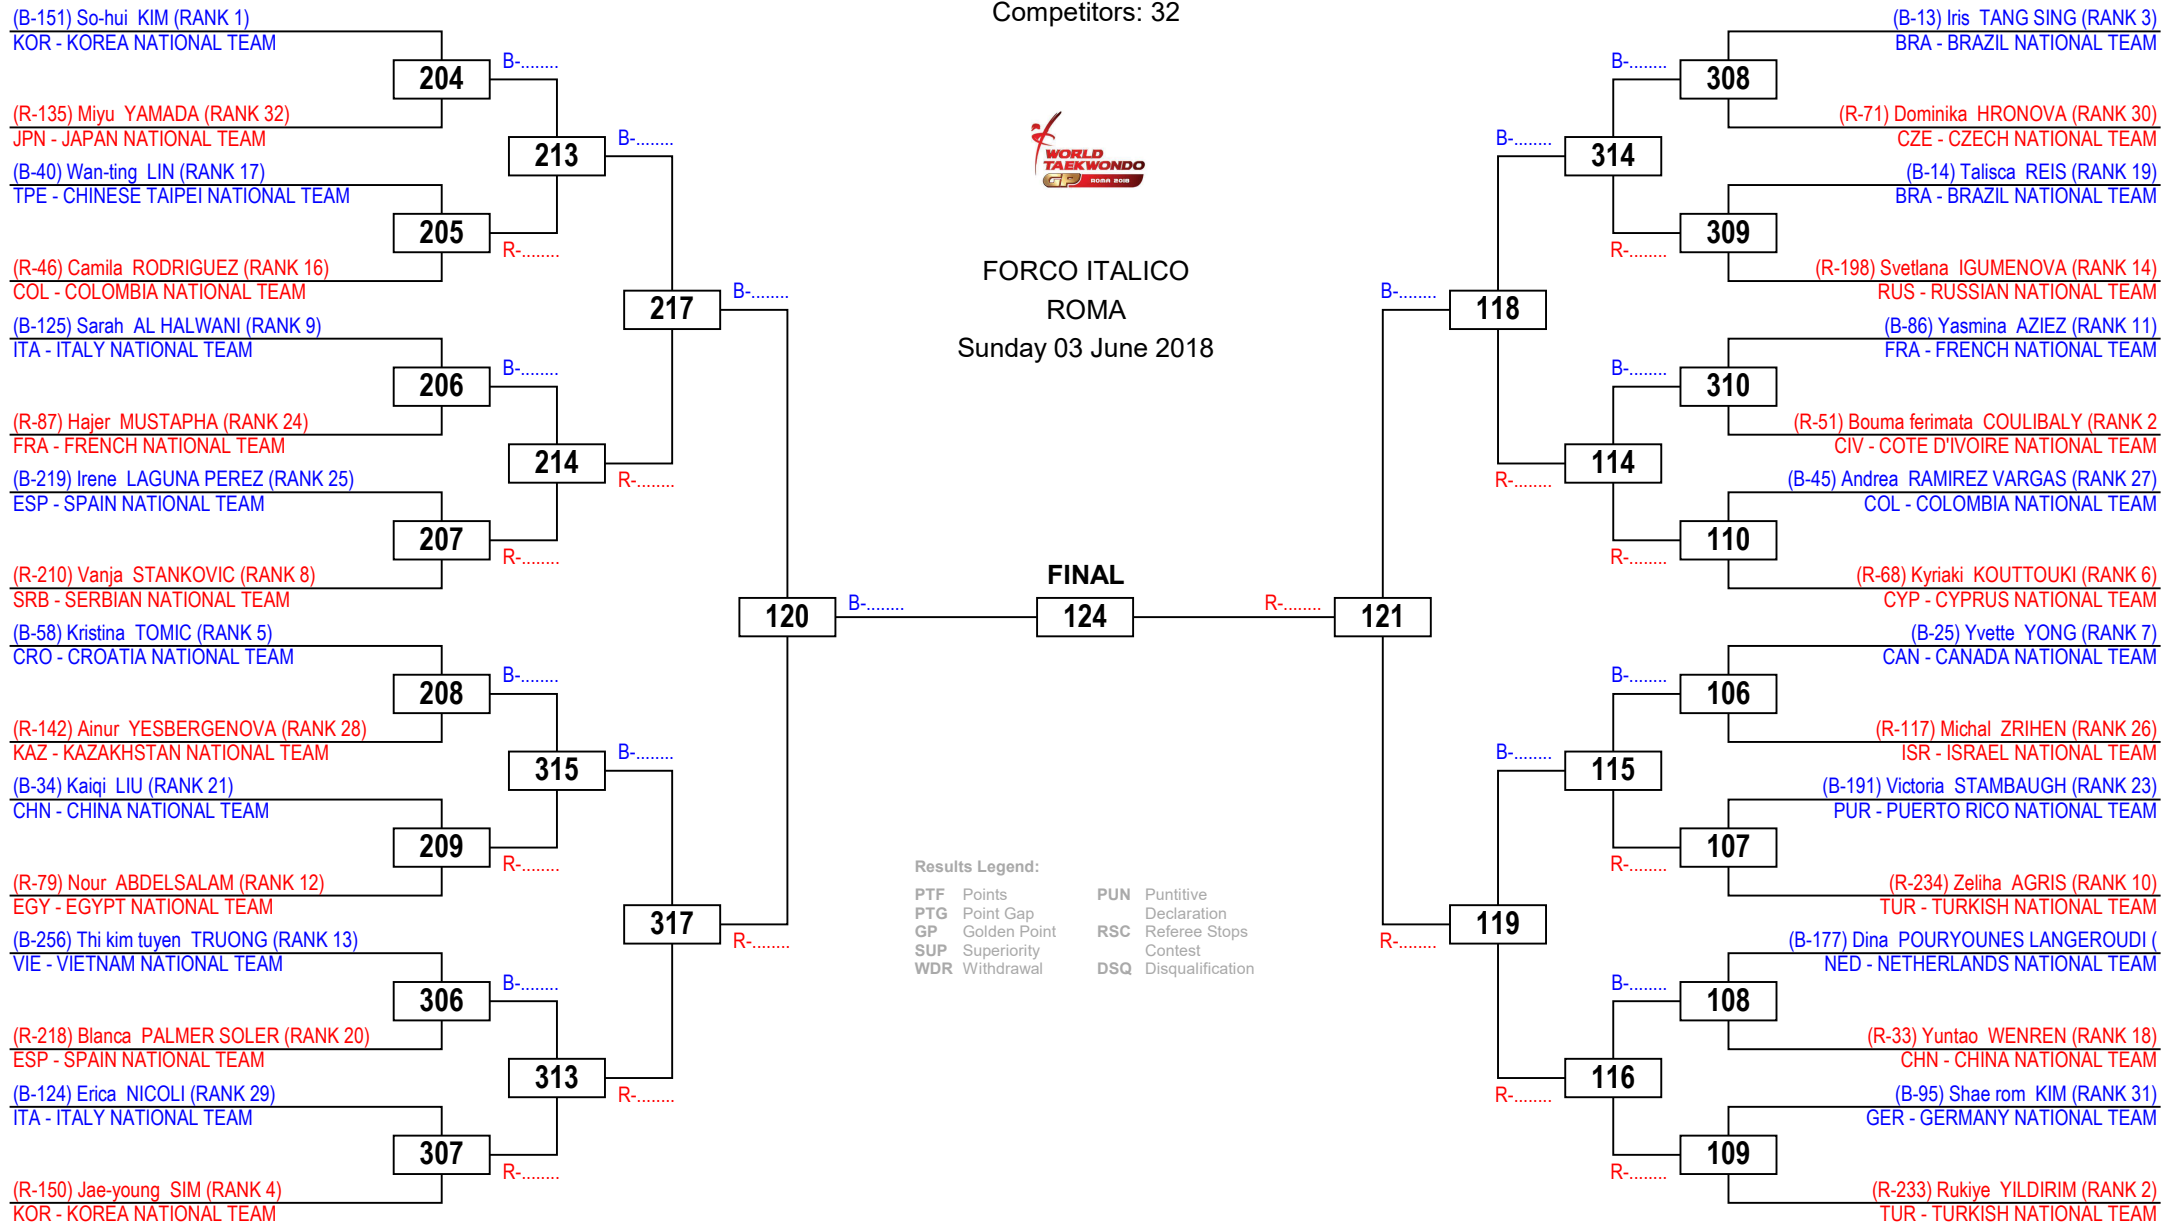 Competitors: 32
WORLD
TAEKWONDO
GP ROMA 2018
FORCO ITALICO
ROMA
Sunday 03 June 2018
(B-151) So-hui KIM (RANK 1)
KOR - KOREA NATIONAL TEAM
204
B-........
(R-135) Miyu YAMADA (RANK 32)
JPN - JAPAN NATIONAL TEAM
213
B-........
(B-40) Wan-ting LIN (RANK 17)
TPE - CHINESE TAIPEI NATIONAL TEAM
205
R-........
(R-46) Camila RODRIGUEZ (RANK 16)
COL - COLOMBIA NATIONAL TEAM
217
B-........
(B-125) Sarah AL HALWANI (RANK 9)
ITA - ITALY NATIONAL TEAM
206
B-........
(R-87) Hajer MUSTAPHA (RANK 24)
FRA - FRENCH NATIONAL TEAM
214
R-........
(B-219) Irene LAGUNA PEREZ (RANK 25)
ESP - SPAIN NATIONAL TEAM
207
R-........
(R-210) Vanja STANKOVIC (RANK 8)
SRB - SERBIAN NATIONAL TEAM
120
B-........
(B-58) Kristina TOMIC (RANK 5)
CRO - CROATIA NATIONAL TEAM
208
B-........
(R-142) Ainur YESBERGENOVA (RANK 28)
KAZ - KAZAKHSTAN NATIONAL TEAM
315
B-........
(B-34) Kaiqi LIU (RANK 21)
CHN - CHINA NATIONAL TEAM
209
R-........
(R-79) Nour ABDELSALAM (RANK 12)
EGY - EGYPT NATIONAL TEAM
317
R-........
(B-256) Thi kim tuyen TRUONG (RANK 13)
VIE - VIETNAM NATIONAL TEAM
306
B-........
(R-218) Blanca PALMER SOLER (RANK 20)
ESP - SPAIN NATIONAL TEAM
313
R-........
(B-124) Erica NICOLI (RANK 29)
ITA - ITALY NATIONAL TEAM
307
R-........
(R-150) Jae-young SIM (RANK 4)
KOR - KOREA NATIONAL TEAM
FINAL
124
Results Legend:
PTF Points
PTG Point Gap
GP Golden Point
SUP Superiority
WDR Withdrawal
PUN Puntitive
Declaration
RSC Referee Stops
Contest
DSQ Disqualification
(B-13) Iris TANG SING (RANK 3)
BRA - BRAZIL NATIONAL TEAM
B-........
308
(R-71) Dominika HRONOVA (RANK 30)
CZE - CZECH NATIONAL TEAM
B-........
314
(B-14) Talisca REIS (RANK 19)
BRA - BRAZIL NATIONAL TEAM
R-........
309
(R-198) Svetlana IGUMENOVA (RANK 14)
RUS - RUSSIAN NATIONAL TEAM
B-........
118
(B-86) Yasmina AZIEZ (RANK 11)
FRA - FRENCH NATIONAL TEAM
B-........
310
(R-51) Bouma ferimata COULIBALY (RANK 2
CIV - COTE D'IVOIRE NATIONAL TEAM
R-........
114
(B-45) Andrea RAMIREZ VARGAS (RANK 27)
COL - COLOMBIA NATIONAL TEAM
R-........
110
(R-68) Kyriaki KOUTTOUKI (RANK 6)
CYP - CYPRUS NATIONAL TEAM
R-........
121
(B-25) Yvette YONG (RANK 7)
CAN - CANADA NATIONAL TEAM
B-........
106
(R-117) Michal ZRIHEN (RANK 26)
ISR - ISRAEL NATIONAL TEAM
B-........
115
(B-191) Victoria STAMBAUGH (RANK 23)
PUR - PUERTO RICO NATIONAL TEAM
R-........
107
(R-234) Zeliha AGRIS (RANK 10)
TUR - TURKISH NATIONAL TEAM
R-........
119
(B-177) Dina POURYOUNES LANGEROUDI (
NED - NETHERLANDS NATIONAL TEAM
B-........
108
(R-33) Yuntao WENREN (RANK 18)
CHN - CHINA NATIONAL TEAM
R-........
116
(B-95) Shae rom KIM (RANK 31)
GER - GERMANY NATIONAL TEAM
R-........
109
(R-233) Rukiye YILDIRIM (RANK 2)
TUR - TURKISH NATIONAL TEAM